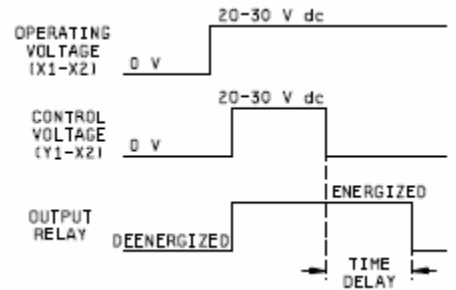 20-30 V dc
OPERATING
VOLTAGE
(X1-X2)
0 V
20-30 V dc
CONTROL
VOLTAGE
(Y1-X2)
0 V
ENERGIZED
OUTPUT
RELAY
DEENERGIZED
TIME
DELAY